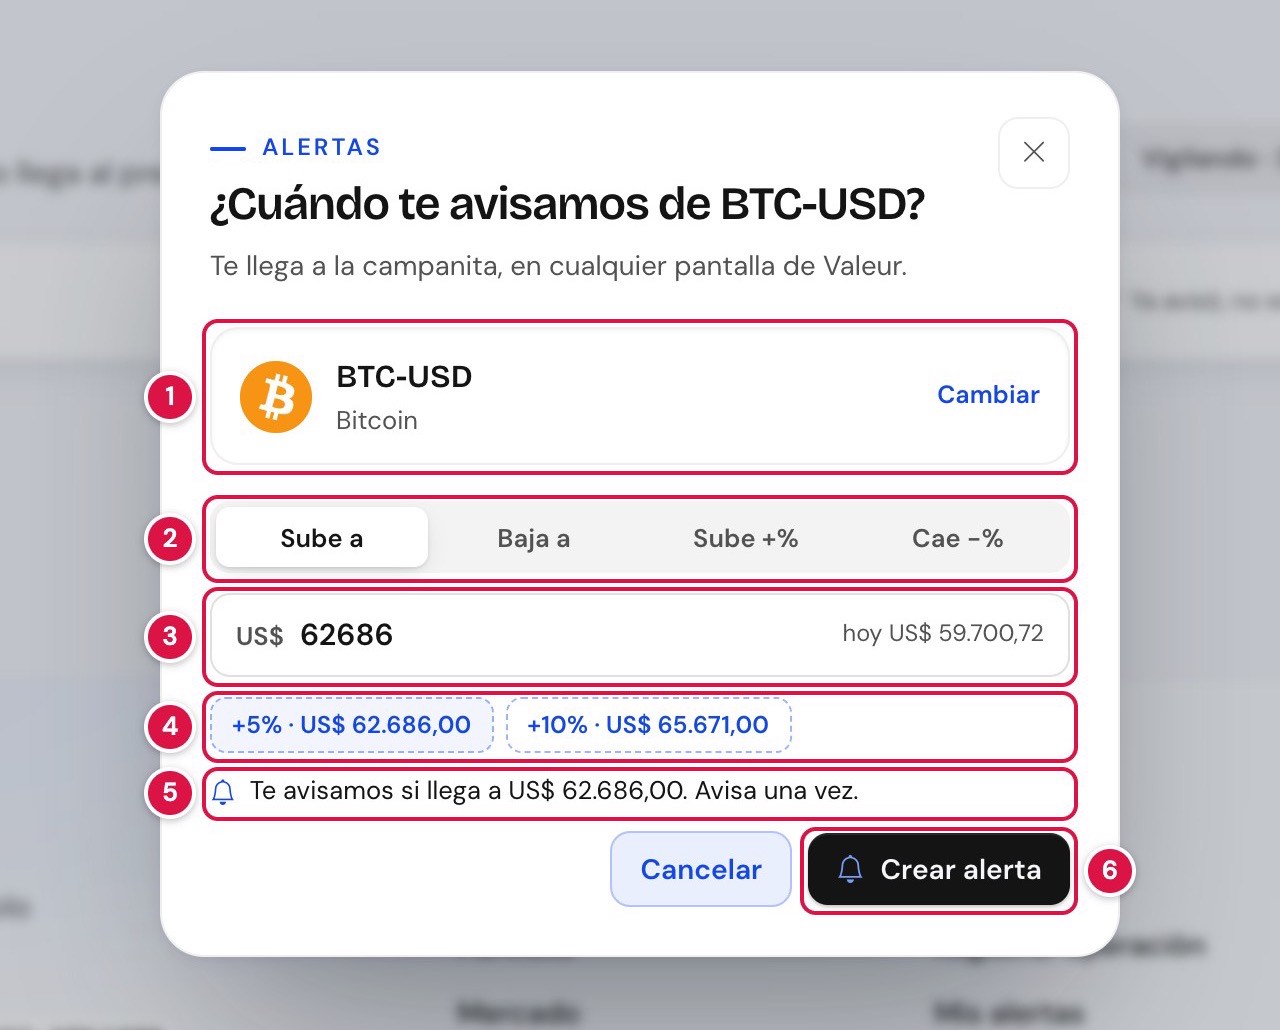 ALERTAS
¿Cuándo te avisamos de BTC-USD?
Te llega a la campanita, en cualquier pantalla de Valeur.
1
BTC-USD
Bitcoin
Cambiar
2
Sube a
Baja a
Sube +%
Cae -%
3
US$ 62686
hoy US$ 59.700,72
4
+5% · US$ 62.686,00
+10% · US$ 65.671,00
5
Te avisamos si llega a US$ 62.686,00. Avisa una vez.
Cancelar
Crear alerta
6
Mercado
Mis alertas